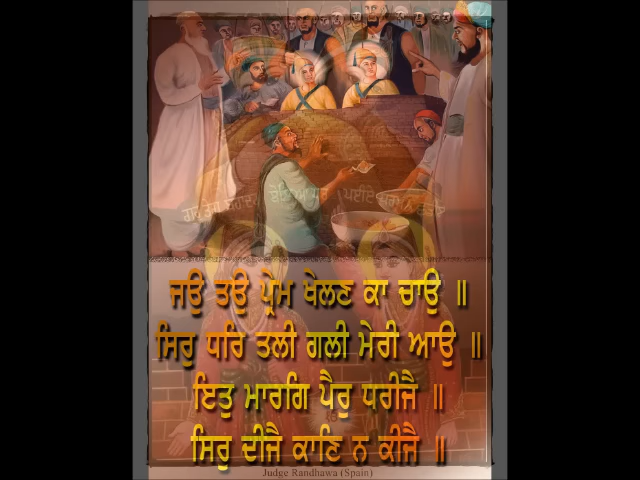 ਜਉ ਤਉ ਪ੍ਰੇਮ ਖੇਲਣ ਕਾ ਚਾਉ ॥
ਸਿਰੁ ਧਰਿ ਤਲੀ ਗਲੀ ਮੇਰੀ ਆਉ ॥
ਇਤੁ ਮਾਰਗਿ ਪੈਰੁ ਧਰੀਜੈ ॥
ਸਿਰੁ ਦੀਜੈ ਕਾਣਿ ਨ ਕੀਜੈ ॥
Judge Randhawa (Spain)